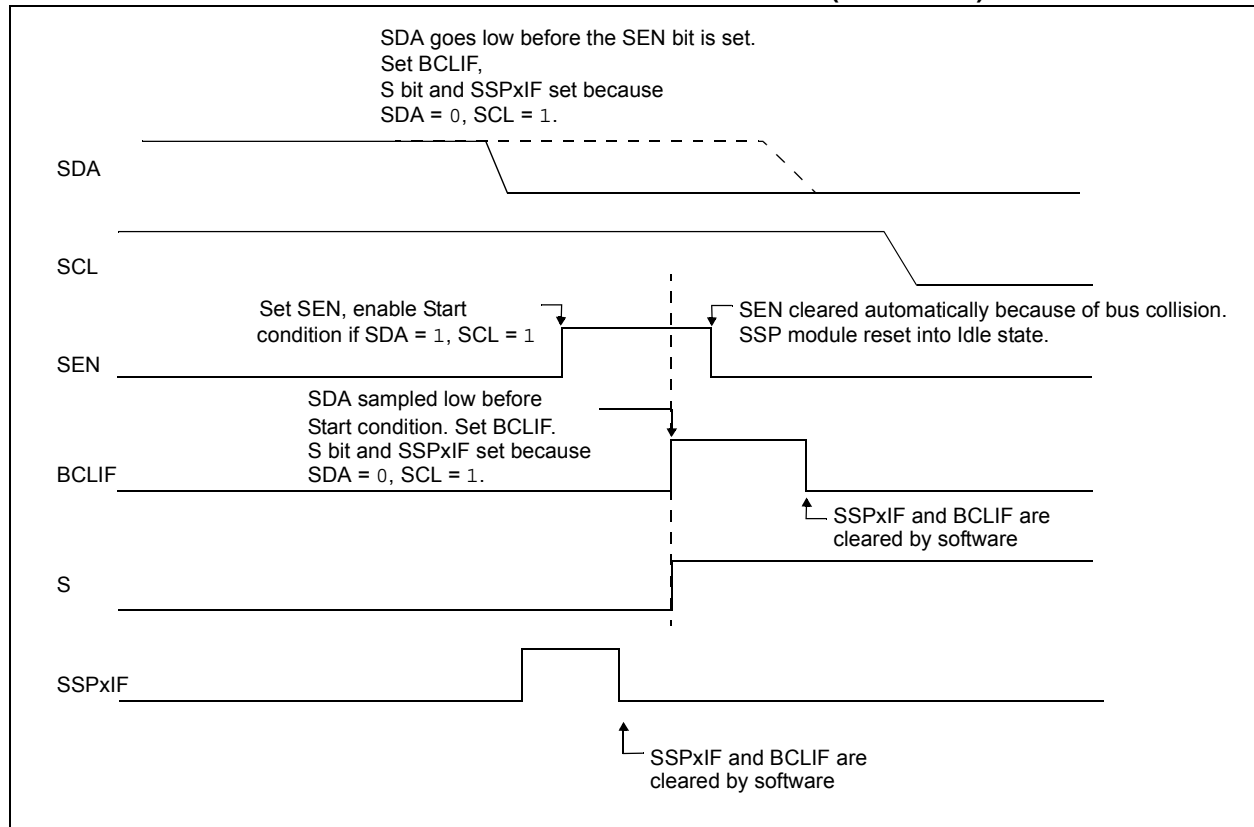 SDA goes low before the SEN bit is set.
Set BCLIF,
S bit and SSPxIF set because
SDA = 0, SCL = 1.
SDA
SCL
Set SEN, enable Start
condition if SDA = 1, SCL = 1
SEN cleared automatically because of bus collision.
SSP module reset into Idle state.
SEN
SDA sampled low before
Start condition. Set BCLIF.
S bit and SSPxIF set because
SDA = 0, SCL = 1.
BCLIF
SSPxIF and BCLIF are
cleared by software
S
SSPxIF
SSPxIF and BCLIF are
cleared by software